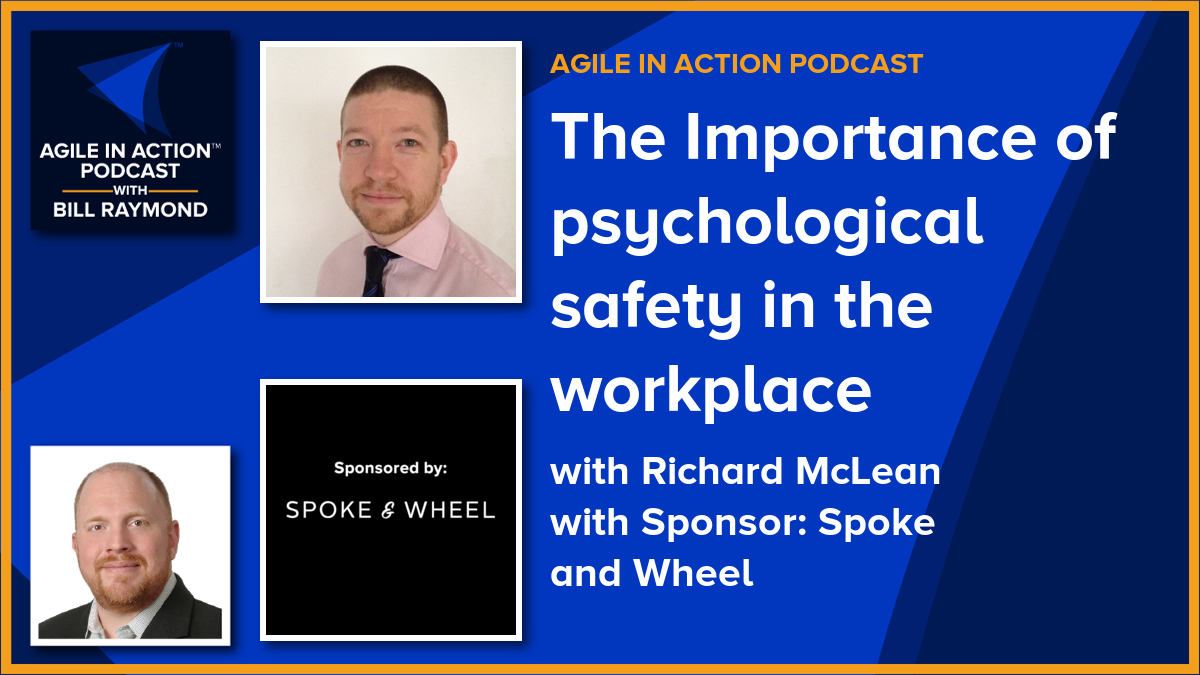 AGILE IN ACTION™
PODCAST
WITH
BILL RAYMOND
AGILE IN ACTION PODCAST
The Importance of
psychological
safety in the
workplace
with Richard McLean
with Sponsor: Spoke
and Wheel
Sponsored by:
SPOKE & WHEEL